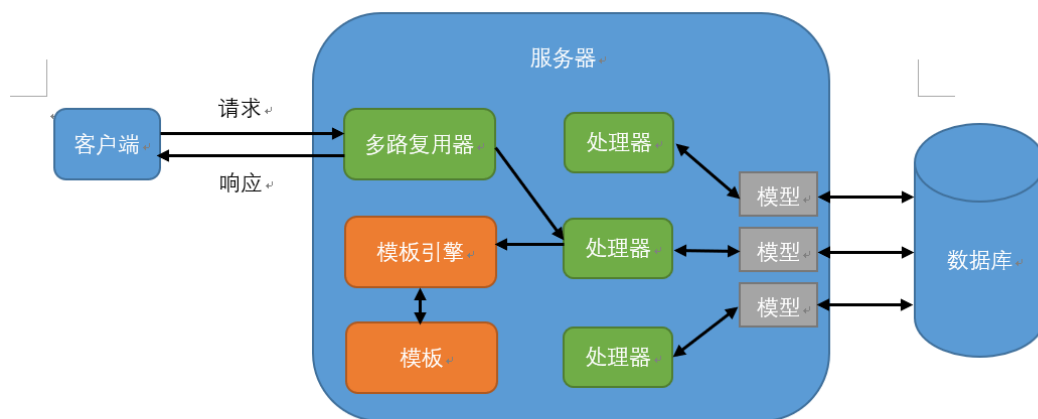 服务器
请求
客户端
多路复用器
处理器
响应
模型
模板引擎
处理器
模型
数据库
模型
模板
处理器